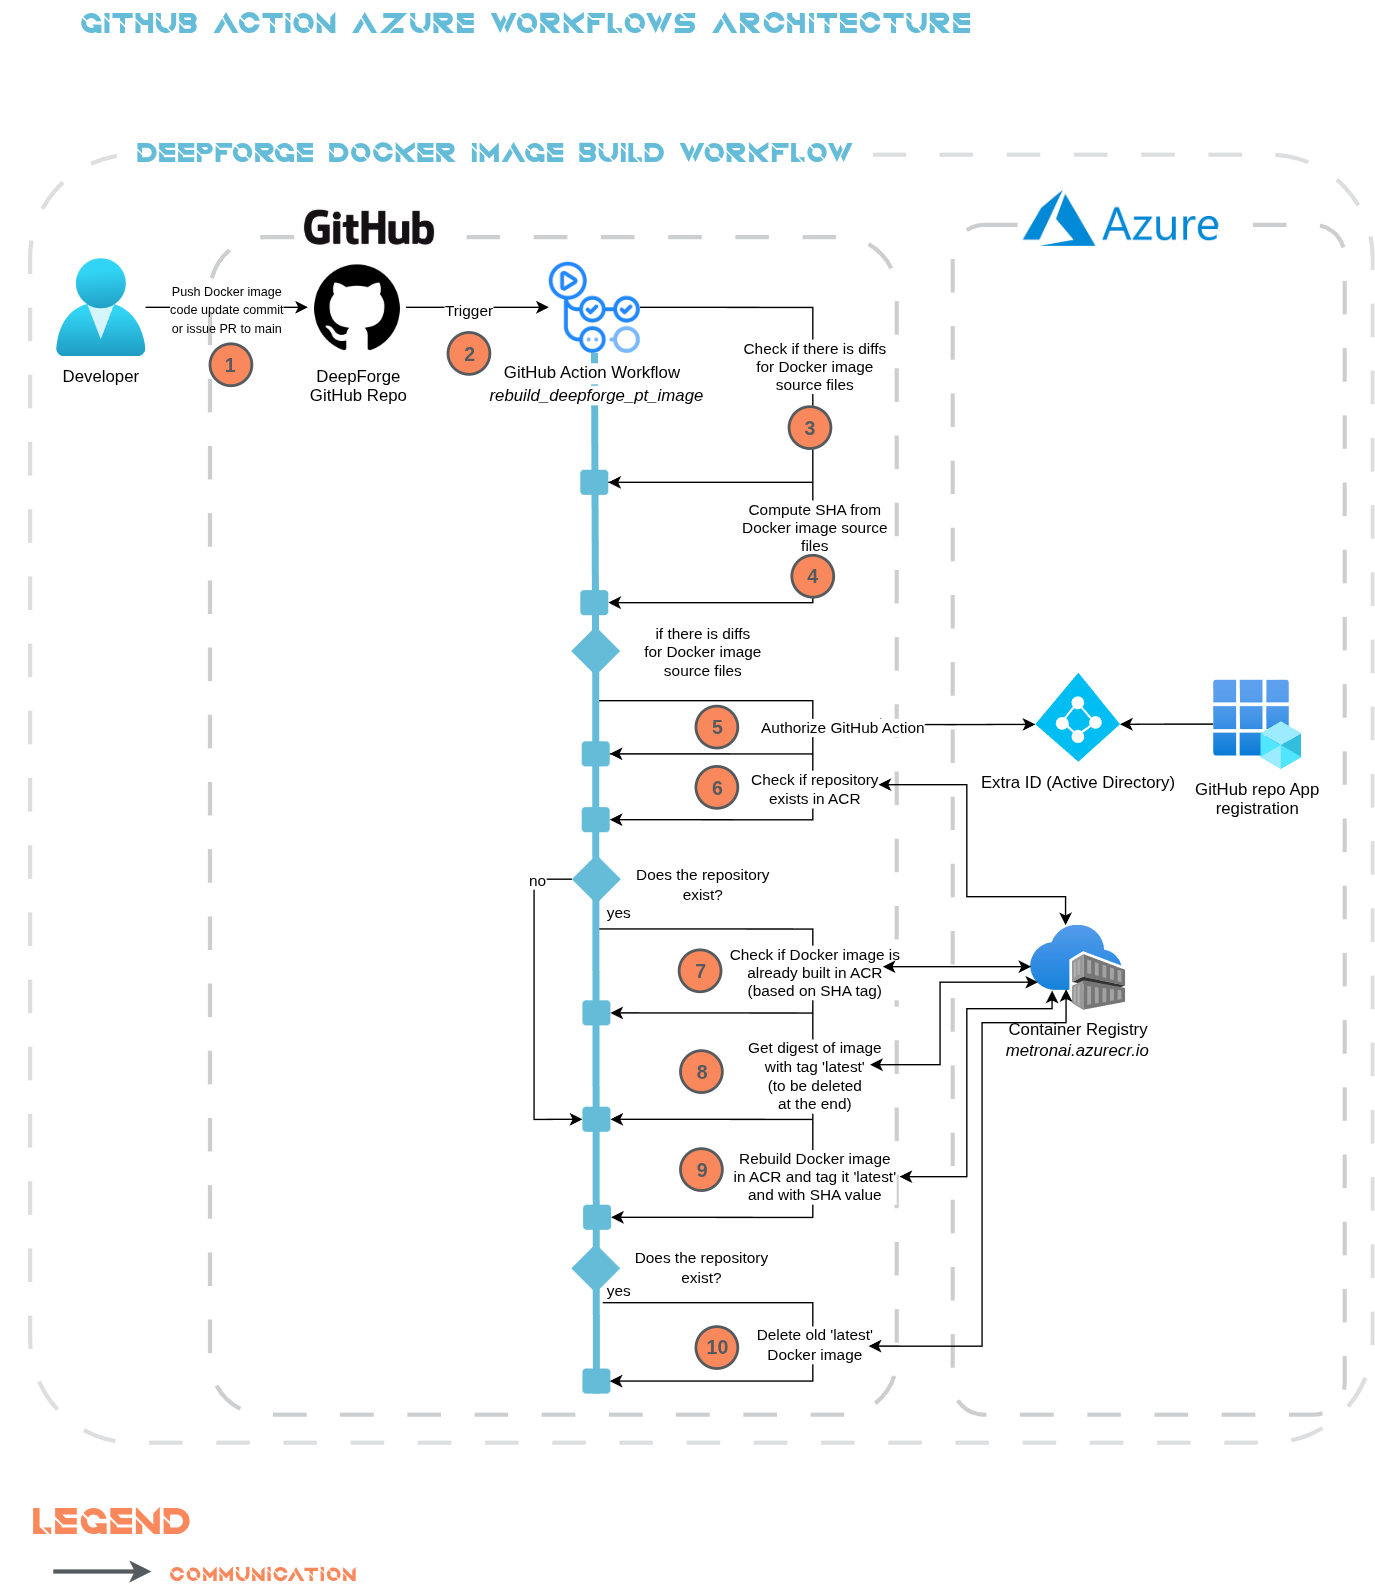 GITHUB ACTION AZURE WORKFLOWS ARCHITECTURE
DEEPFORGE DOCKER IMAGE BUILD WORKFLOW
GitHub
Azure
Push Docker image
code update commit
or issue PR to main
1
Developer
DeepForge
GitHub Repo
Trigger
2
GitHub Action Workflow
rebuild_deepforge_pt_image
Check if there is diffs
for Docker image
source files
3
Compute SHA from
Docker image source
files
4
if there is diffs
for Docker image
source files
5
Authorize GitHub Action
Extra ID (Active Directory)
GitHub repo App
registration
6
Check if repository
exists in ACR
no
Does the repository
exist?
yes
7
Check if Docker image is
already built in ACR
(based on SHA tag)
Container Registry
metronai.azurecr.io
8
Get digest of image
with tag 'latest'
(to be deleted
at the end)
9
Rebuild Docker image
in ACR and tag it 'latest'
and with SHA value
Does the repository
exist?
yes
10
Delete old 'latest'
Docker image
LEGEND
COMMUNICATION